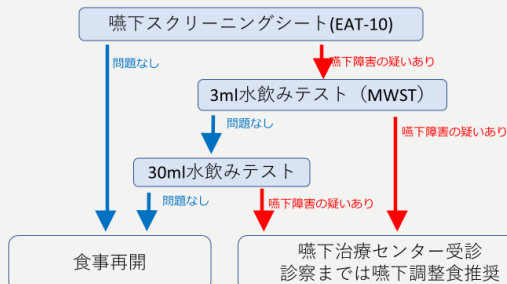 嚥下スクリーニングシート(EAT-10)
問題なし
嚥下障害の疑いあり
3ml水飲みテスト（MWST）
問題なし
嚥下障害の疑いあり
30ml水飲みテスト
問題なし
嚥下障害の疑いあり
食事再開
嚥下治療センター受診
診察までは嚥下調整食推奨